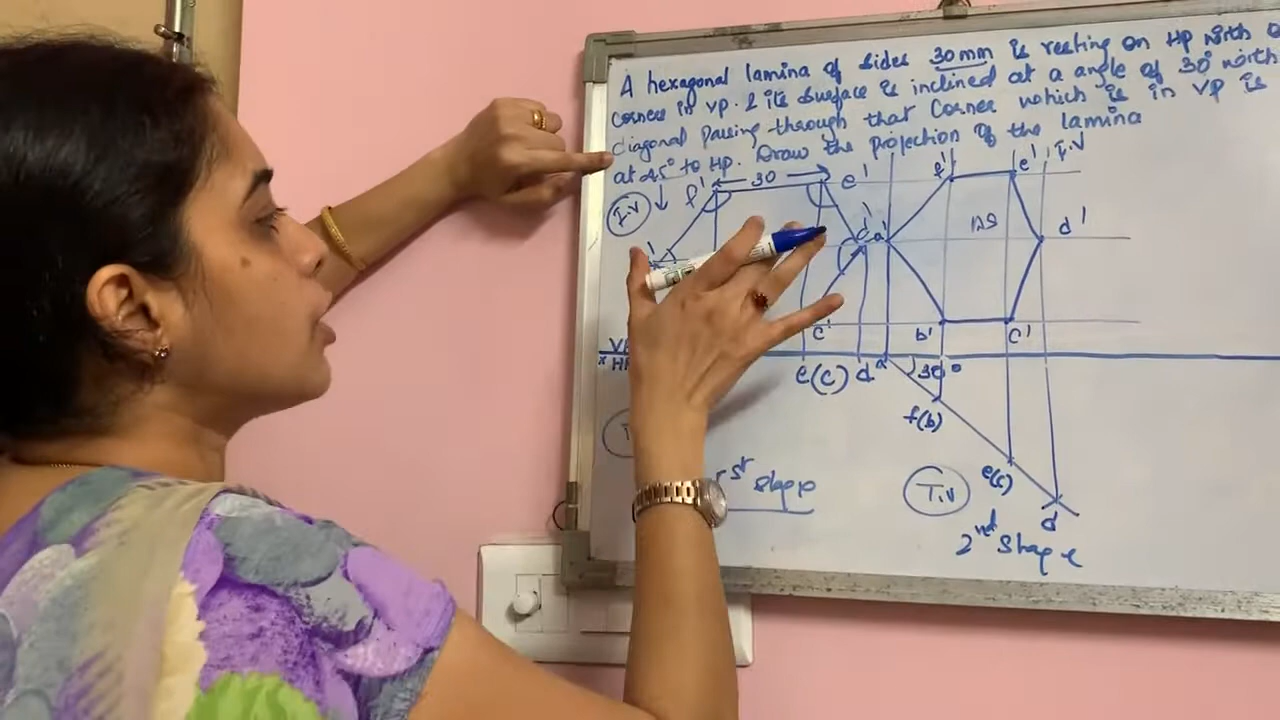 A hexagonal lamina of sides 30mm is resting on HP with
corner in VP. & its surface is inclined at a angle of 30° with
diagonal passing through that corner which is in VP is
at 45° to HP. Draw the projection of the lamina
F.V
f' 30 e'
d'
c'
e(c) d
1st shape
F.V
f' e'
a' d'
b' c'
a 30°
f(b)
e(c)
d
T.V
2nd shape